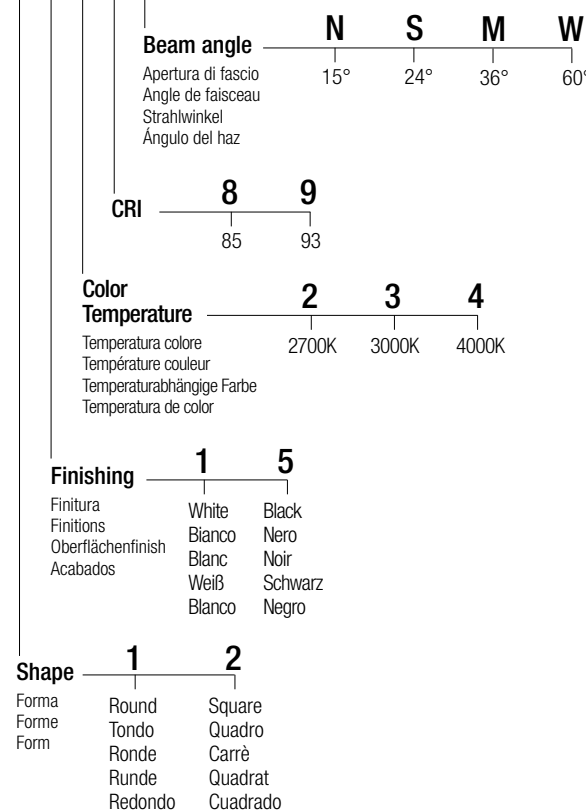 N S M W
Beam angle
Apertura di fascio 15° 24° 36° 60°
Angle de faisceau
Strahlwinkel
Ángulo del haz
8 9
CRI
85 93
Color
Temperature
2 3 4
Temperatura colore 2700K 3000K 4000K
Température couleur
Temperaturabhängige Farbe
Temperatura de color
1 5
Finishing
Finitura White Black
Finitions Bianco Nero
Oberflächenfinish Blanc Noir
Acabados Weiß Schwarz
Blanco Negro
1 2
Shape
Forma Round Square
Forme Tondo Quadro
Form Ronde Carrè
Runde Quadrat
Redondo Cuadrado